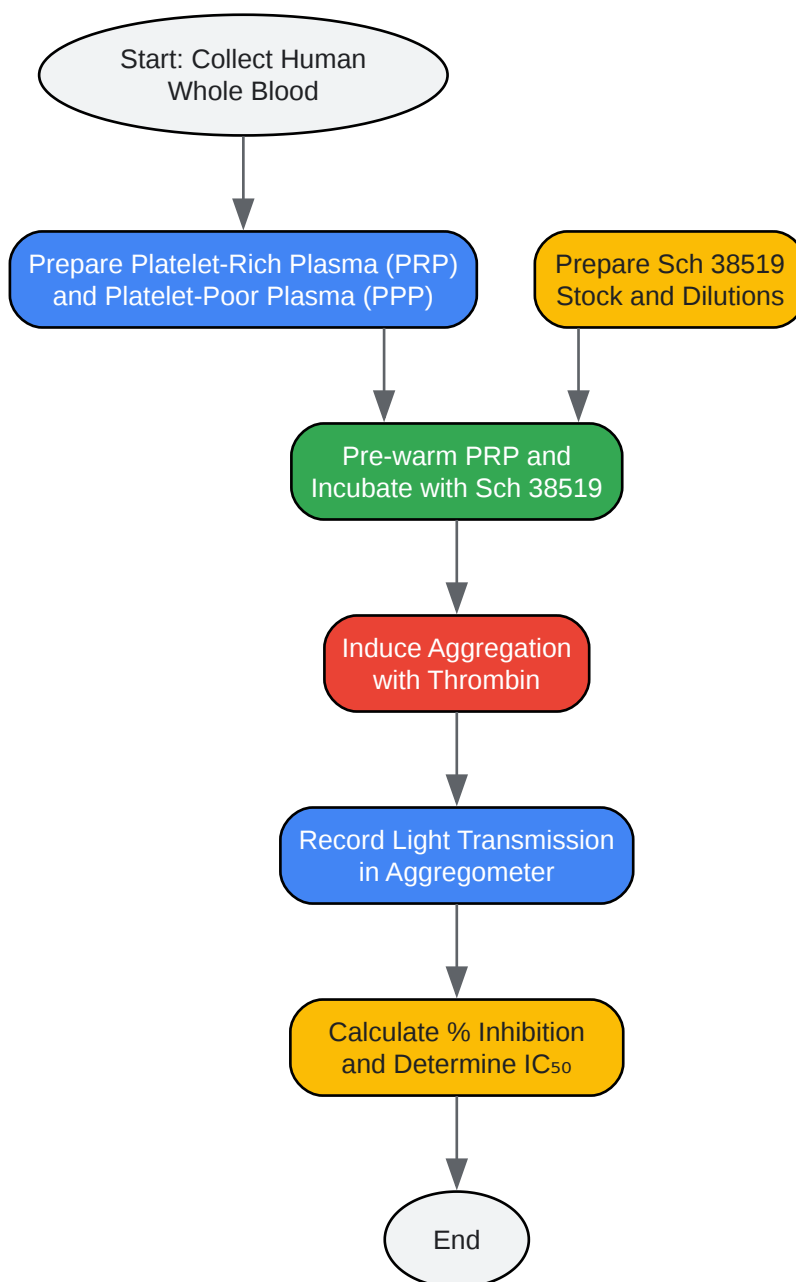 Start: Collect Human
Whole Blood
Prepare Platelet-Rich Plasma (PRP)
and Platelet-Poor Plasma (PPP)
Prepare Sch 38519
Stock and Dilutions
Pre-warm PRP and
Incubate with Sch 38519
Induce Aggregation
with Thrombin
Record Light Transmission
in Aggregometer
Calculate % Inhibition
and Determine IC₅₀
End